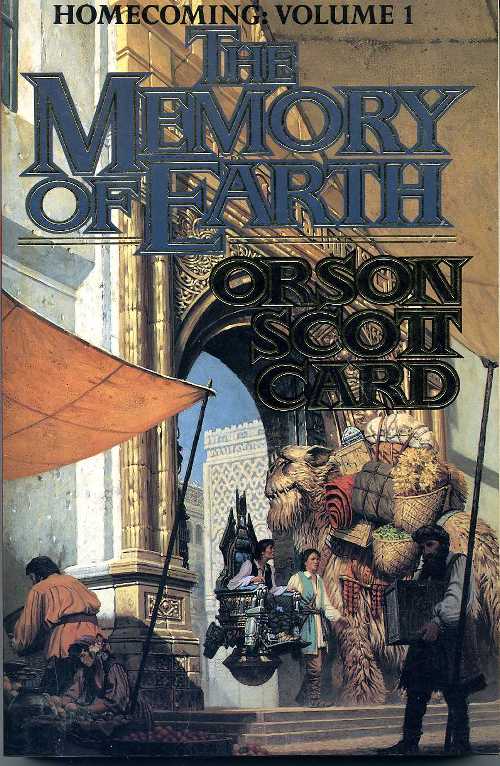 HOMECOMING: VOLUME 1
THE
MEMORY
OF EARTH
ORSON
SCOTT
CARD